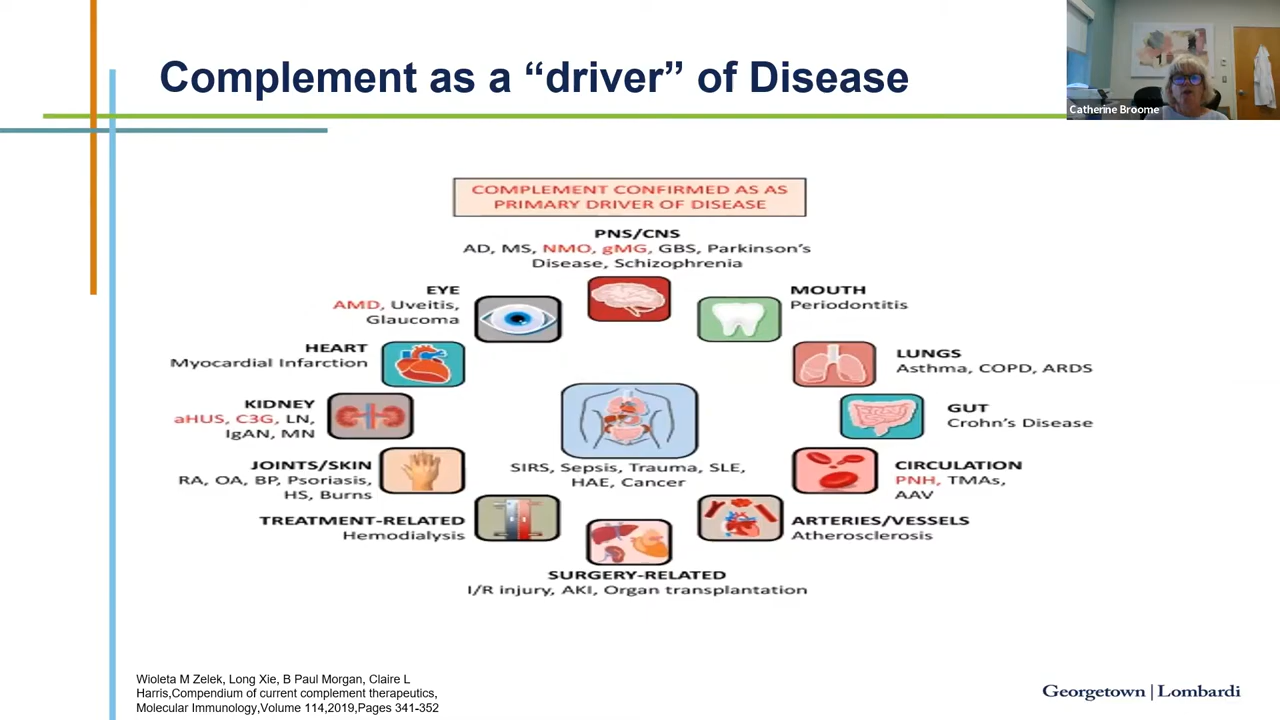 Complement as a “driver” of Disease
Catherine Broome
COMPLEMENT CONFIRMED AS AS
PRIMARY DRIVER OF DISEASE
PNS/CNS
AD, MS, NMO, gMG, GBS, Parkinson’s
Disease, Schizophrenia
EYE
AMD, Uveitis,
Glaucoma
MOUTH
Periodontitis
HEART
Myocardial Infarction
LUNGS
Asthma, COPD, ARDS
KIDNEY
aHUS, C3G, LN,
IgAN, MN
GUT
Crohn’s Disease
JOINTS/SKIN
RA, OA, BP, Psoriasis,
HS, Burns
SIRS, Sepsis, Trauma, SLE,
HAE, Cancer
CIRCULATION
PNH, TMAs,
AAV
TREATMENT-RELATED
Hemodialysis
ARTERIES/VESSELS
Atherosclerosis
SURGERY-RELATED
I/R injury, AKI, Organ transplantation
Wioleta M Zelek, Long Xie, B Paul Morgan, Claire L
Harris,Compendium of current complement therapeutics,
Molecular Immunology,Volume 114,2019,Pages 341-352
Georgetown | Lombardi